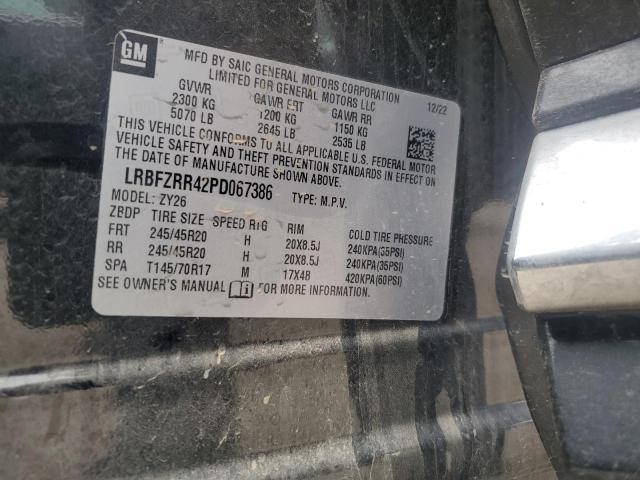 GM
MFD BY SAIC GENERAL MOTORS CORPORATION
LIMITED FOR GENERAL MOTORS LLC
GVWR GAWR FRT GAWR RR 12/22
2300 KG 1200 KG 1150 KG
5070 LB 2645 LB 2535 LB
THIS VEHICLE CONFORMS TO ALL APPLICABLE U.S. FEDERAL MOTOR
VEHICLE SAFETY AND THEFT PREVENTION STANDARDS IN EFFECT ON
THE DATE OF MANUFACTURE SHOWN ABOVE.
LRBFZRR42PD067386 TYPE: M.P.V.
MODEL: ZY26
ZBDP TIRE SIZE SPEED RTG RIM COLD TIRE PRESSURE
FRT 245/45R20 H 20X8.5J 240KPA(35PSI)
RR 245/45R20 H 20X8.5J 240KPA(35PSI)
SPA T145/70R17 M 17X4B 420KPA(60PSI)
SEE OWNER'S MANUAL FOR MORE INFORMATION.